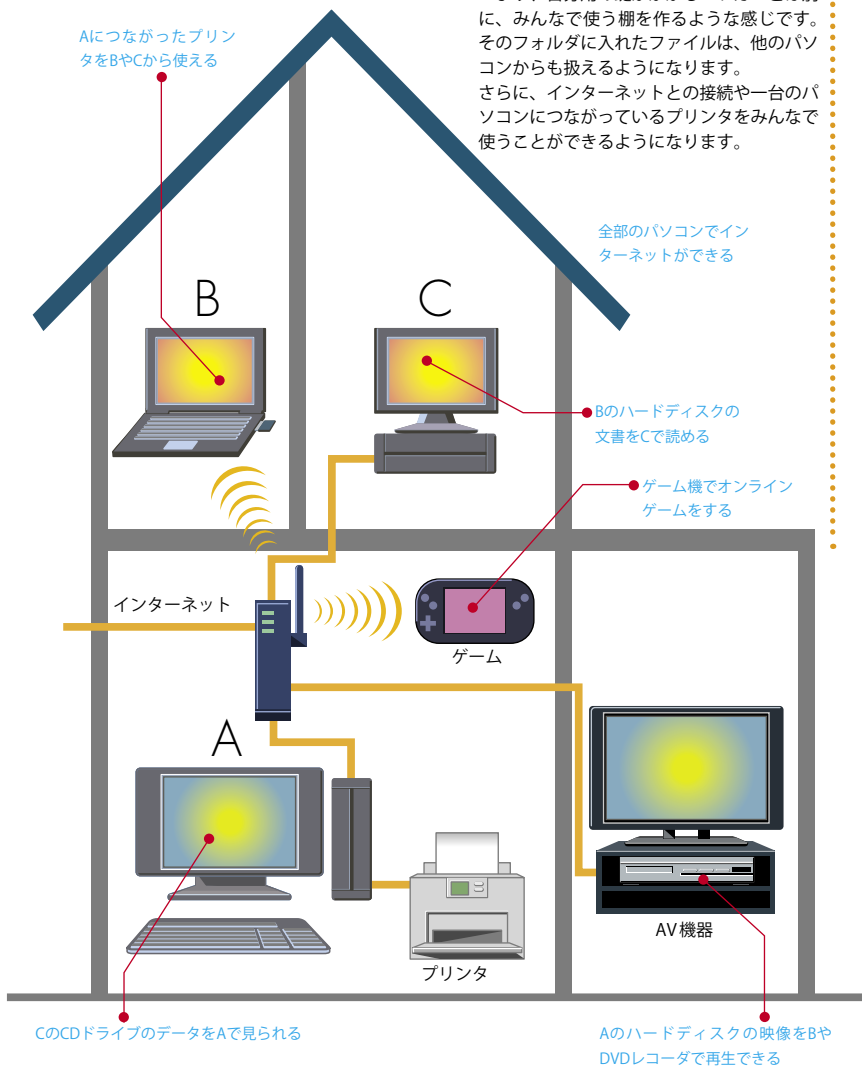 に、みんなで使う棚を作るような感じです。
そのフォルダに入れたファイルは、他のパソ
コンからも扱えるようになります。
さらに、インターネットとの接続や一台のパ
ソコンにつながっているプリンタをみんなで
使うことができるようになります。
Aにつながったプリン
タをBやCから使える
全部のパソコンでイン
ターネットができる
B
C
Bのハードディスクの
文書をCで読める
ゲーム機でオンライン
ゲームをする
インターネット
ゲーム
A
AV機器
プリンタ
CのCDドライブのデータをAで見られる
Aのハードディスクの映像をBや
DVDレコーダで再生できる